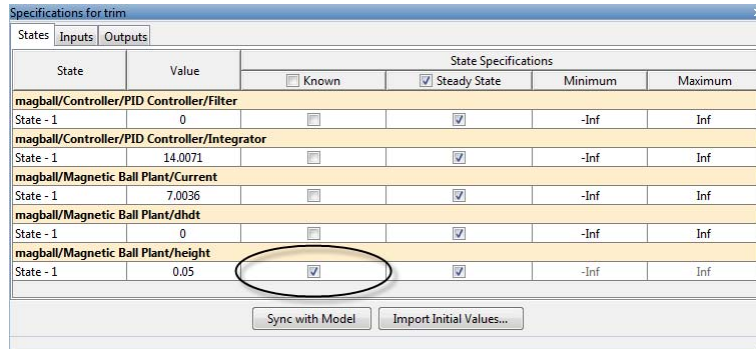 Specifications for trim
States Inputs Outputs
State Value State Specifications
Known Steady State Minimum Maximum
magball/Controller/PID Controller/Filter
State - 1 0 -Inf Inf
magball/Controller/PID Controller/Integrator
State - 1 14.0071 -Inf Inf
magball/Magnetic Ball Plant/Current
State - 1 7.0036 -Inf Inf
magball/Magnetic Ball Plant/dhdt
State - 1 0 -Inf Inf
magball/Magnetic Ball Plant/height
State - 1 0.05 -Inf Inf
Sync with Model Import Initial Values...